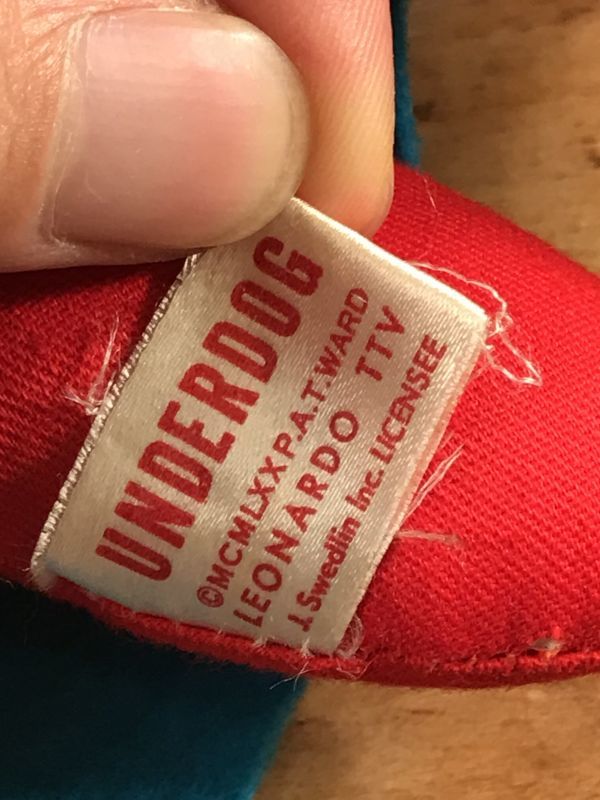 UNDERDOG
©MCMLXX P.A.T. WARD
LEONARDO TTV
J. Swedlin Inc. LICENSEE